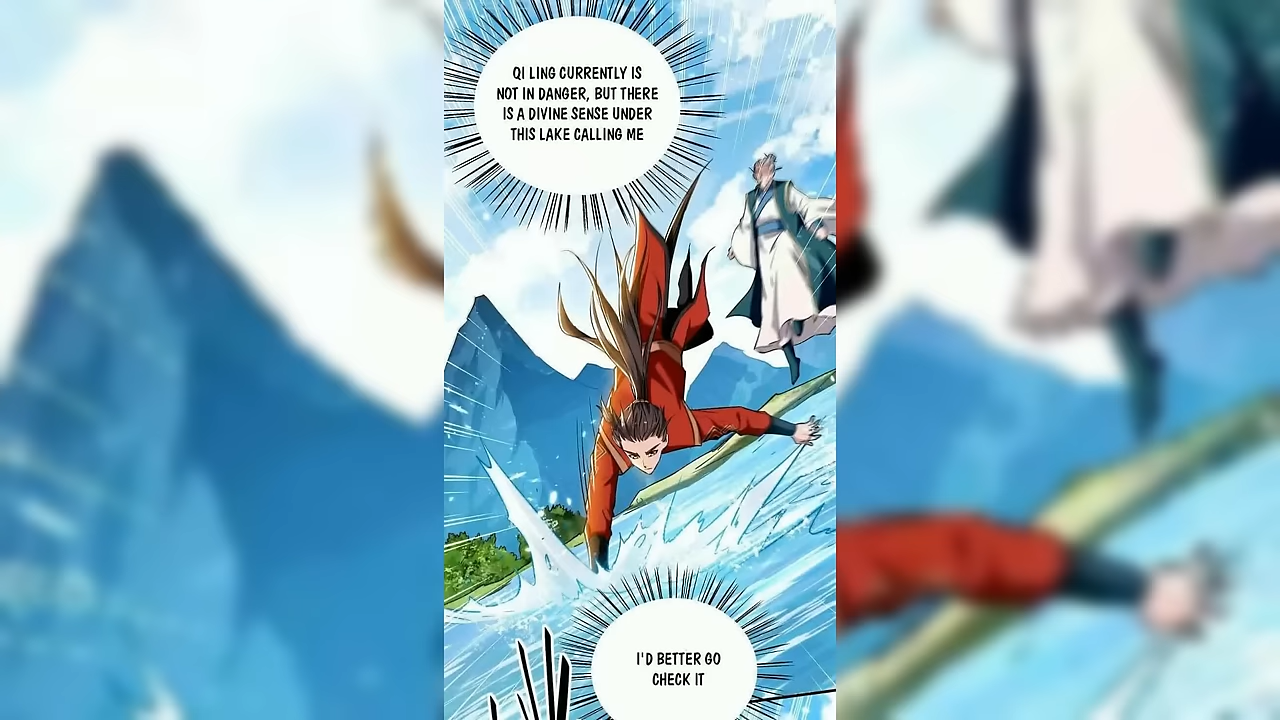 QI LING CURRENTLY IS
NOT IN DANGER, BUT THERE
IS A DIVINE SENSE UNDER
THIS LAKE CALLING ME
I'D BETTER GO
CHECK IT